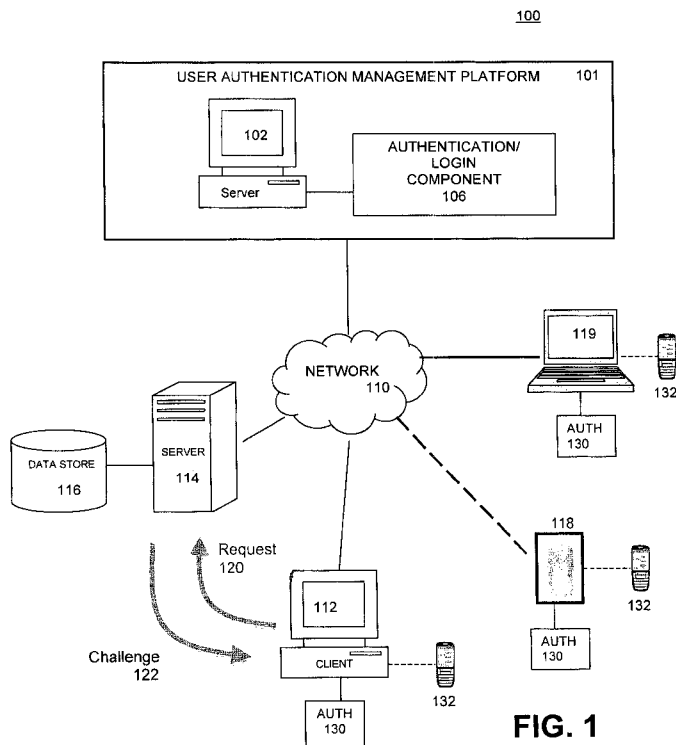 100
USER AUTHENTICATION MANAGEMENT PLATFORM 101
102
Server
AUTHENTICATION/
LOGIN
COMPONENT
106
NETWORK
110
119
132
AUTH
130
DATA STORE
116
SERVER
114
118
132
AUTH
130
Request
120
112
CLIENT
132
Challenge
122
AUTH
130
FIG. 1